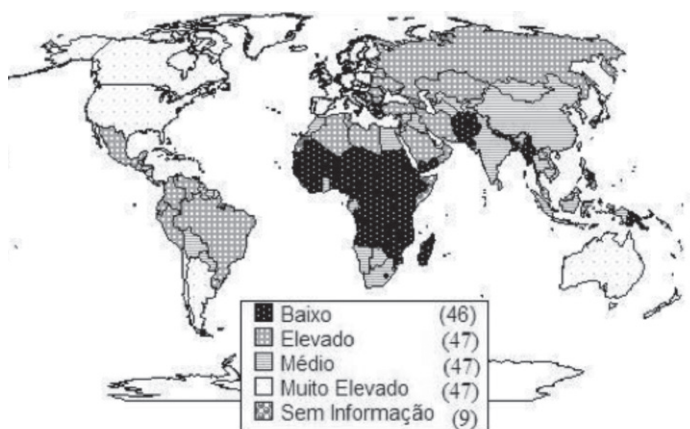 Baixo (46)
Elevado (47)
Médio (47)
Muito Elevado (47)
Sem Informação (9)